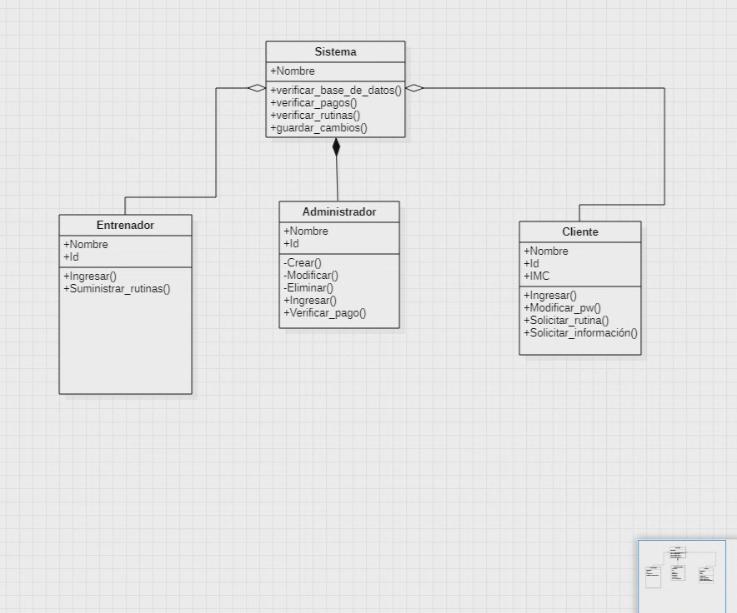 Sistema
+Nombre
+verificar_base_de_datos()
+verificar_pagos()
+verificar_rutinas()
+guardar_cambios()
Entrenador
+Nombre
+Id
+Ingresar()
+Suministrar_rutinas()
Administrador
+Nombre
+Id
-Crear()
-Modificar()
-Eliminar()
+Ingresar()
+Verificar_pago()
Cliente
+Nombre
+Id
+IMC
+Ingresar()
+Modificar_pw()
+Solicitar_rutina()
+Solicitar_información()